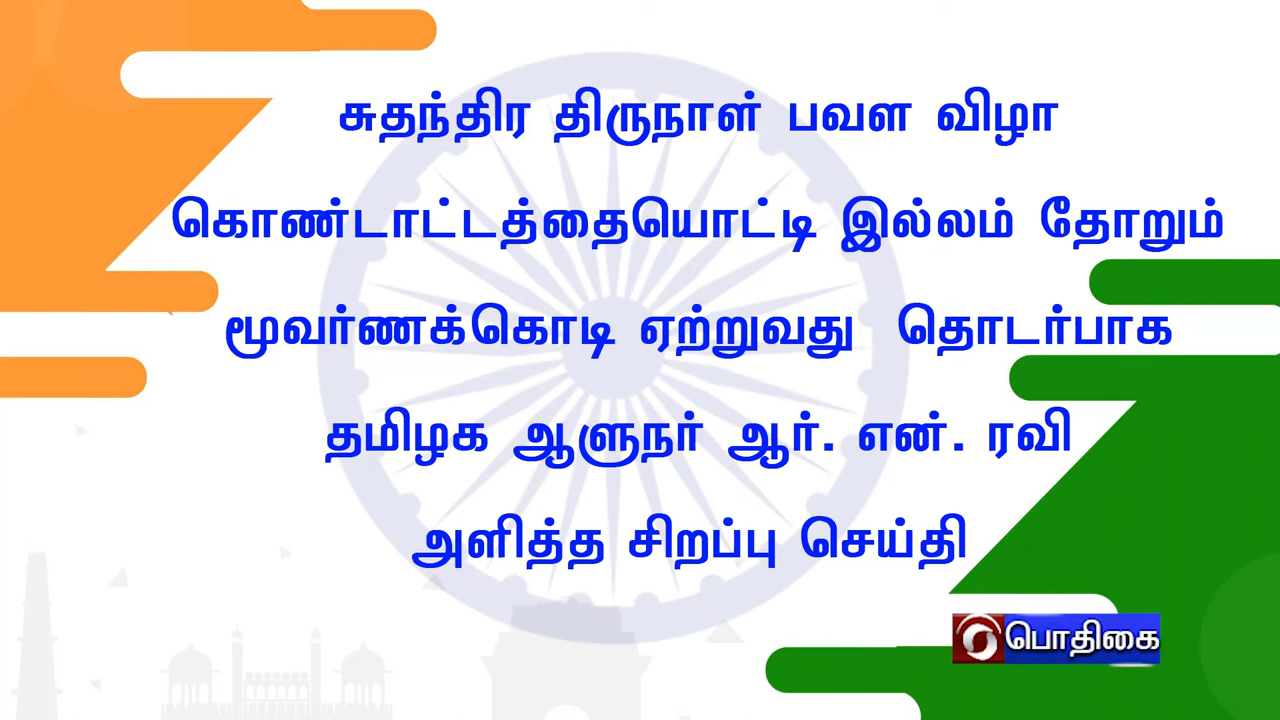 சுதந்திர திருநாள் பவள விழா
கொண்டாட்டத்தையொட்டி இல்லம் தோறும்
மூவர்ணக்கொடி ஏற்றுவது தொடர்பாக
தமிழக ஆளுநர் ஆர். என். ரவி
அளித்த சிறப்பு செய்தி
பொதிகை